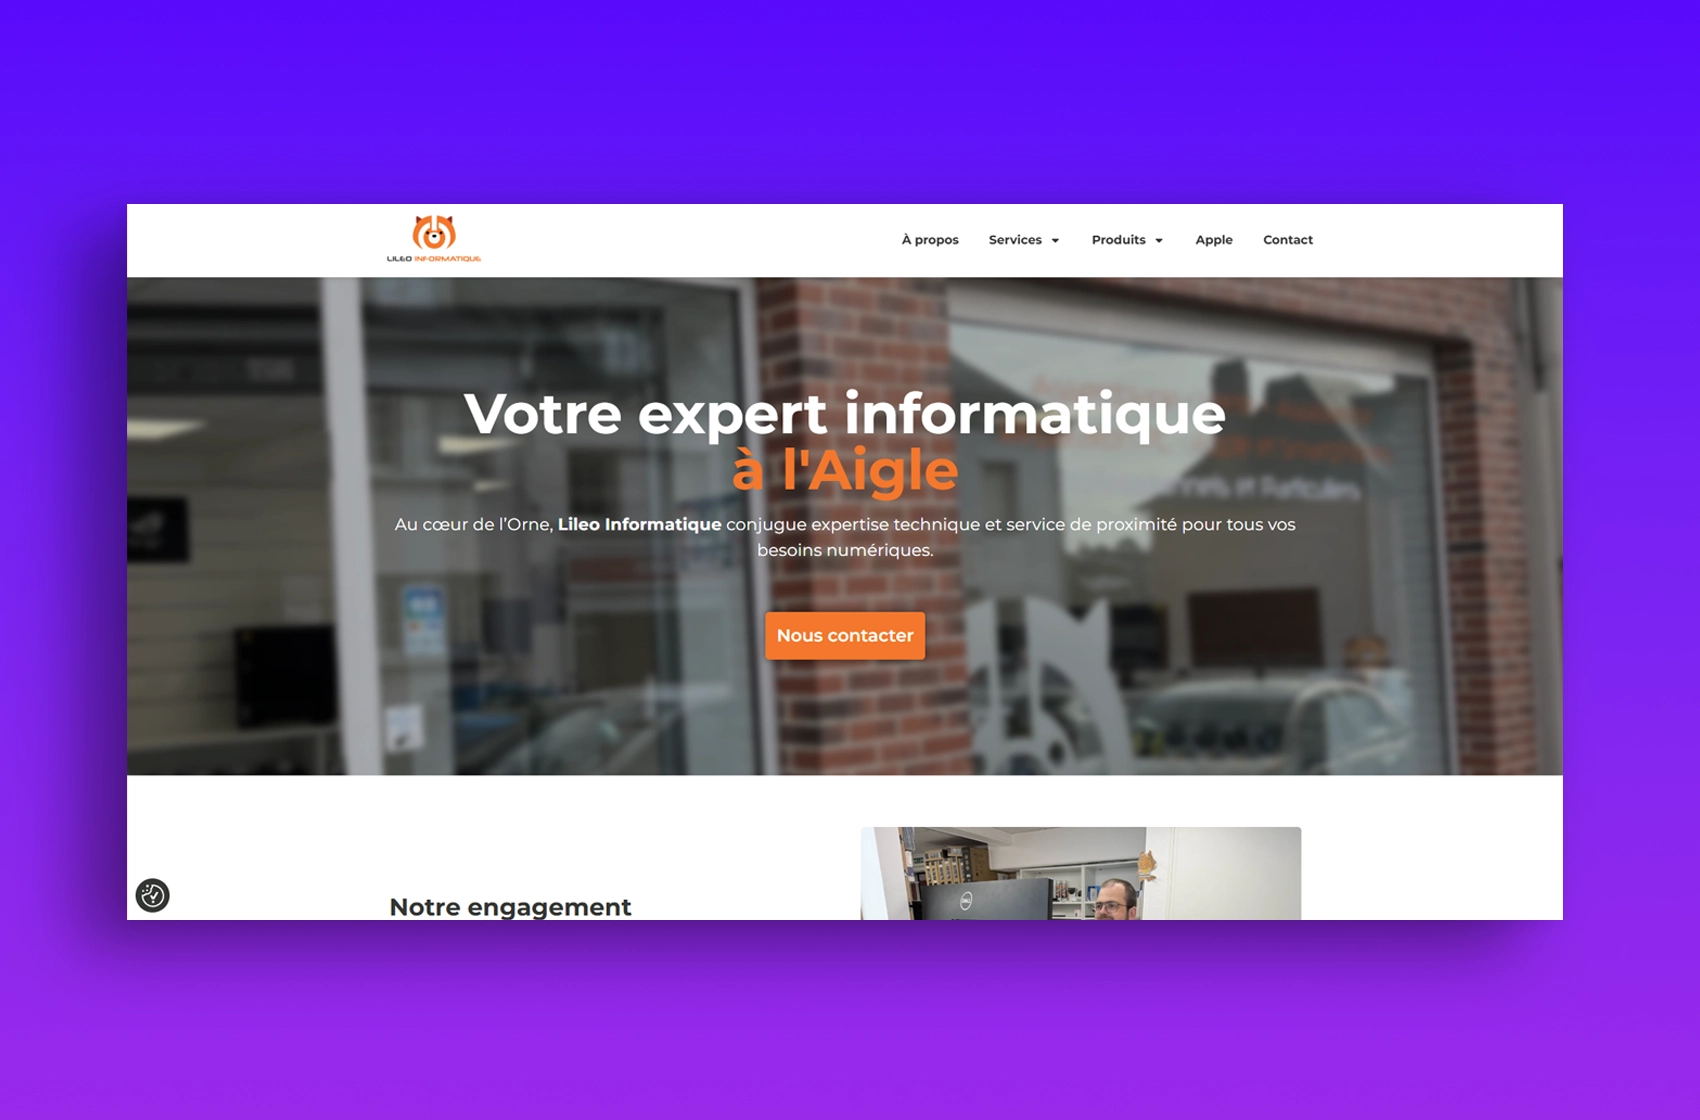 LILEO INFORMATIQUE
À propos Services Produits Apple Contact
Votre expert informatique
à l'Aigle
Au cœur de l’Orne, Lileo Informatique conjugue expertise technique et service de proximité pour tous vos
besoins numériques.
Nous contacter
Notre engagement
DELL